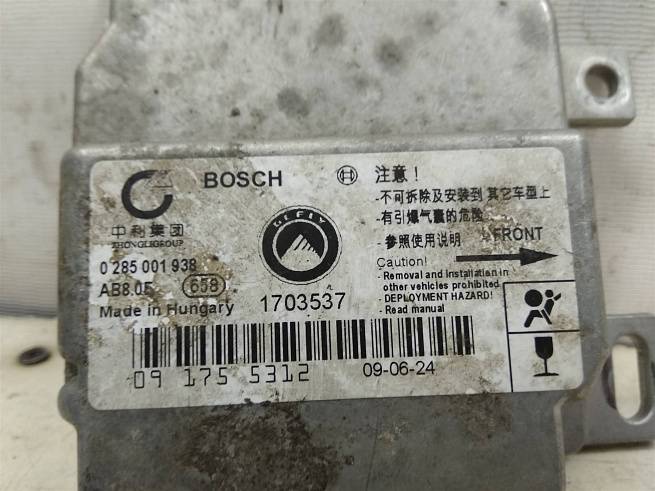 BOSCH
注意！
-不可拆除及安装到 其它车型上
-有引爆气囊的危险
-参照使用说明
FRONT
中利集团
ZHONGLIGROUP
GEELY
0 285 001 938
AB8.0E 658
Made in Hungary
1703537
Caution!
- Removal and installation in
other vehicles prohibited
- DEPLOYMENT HAZARD!
- Read manual
09 175 5312
09-06-24